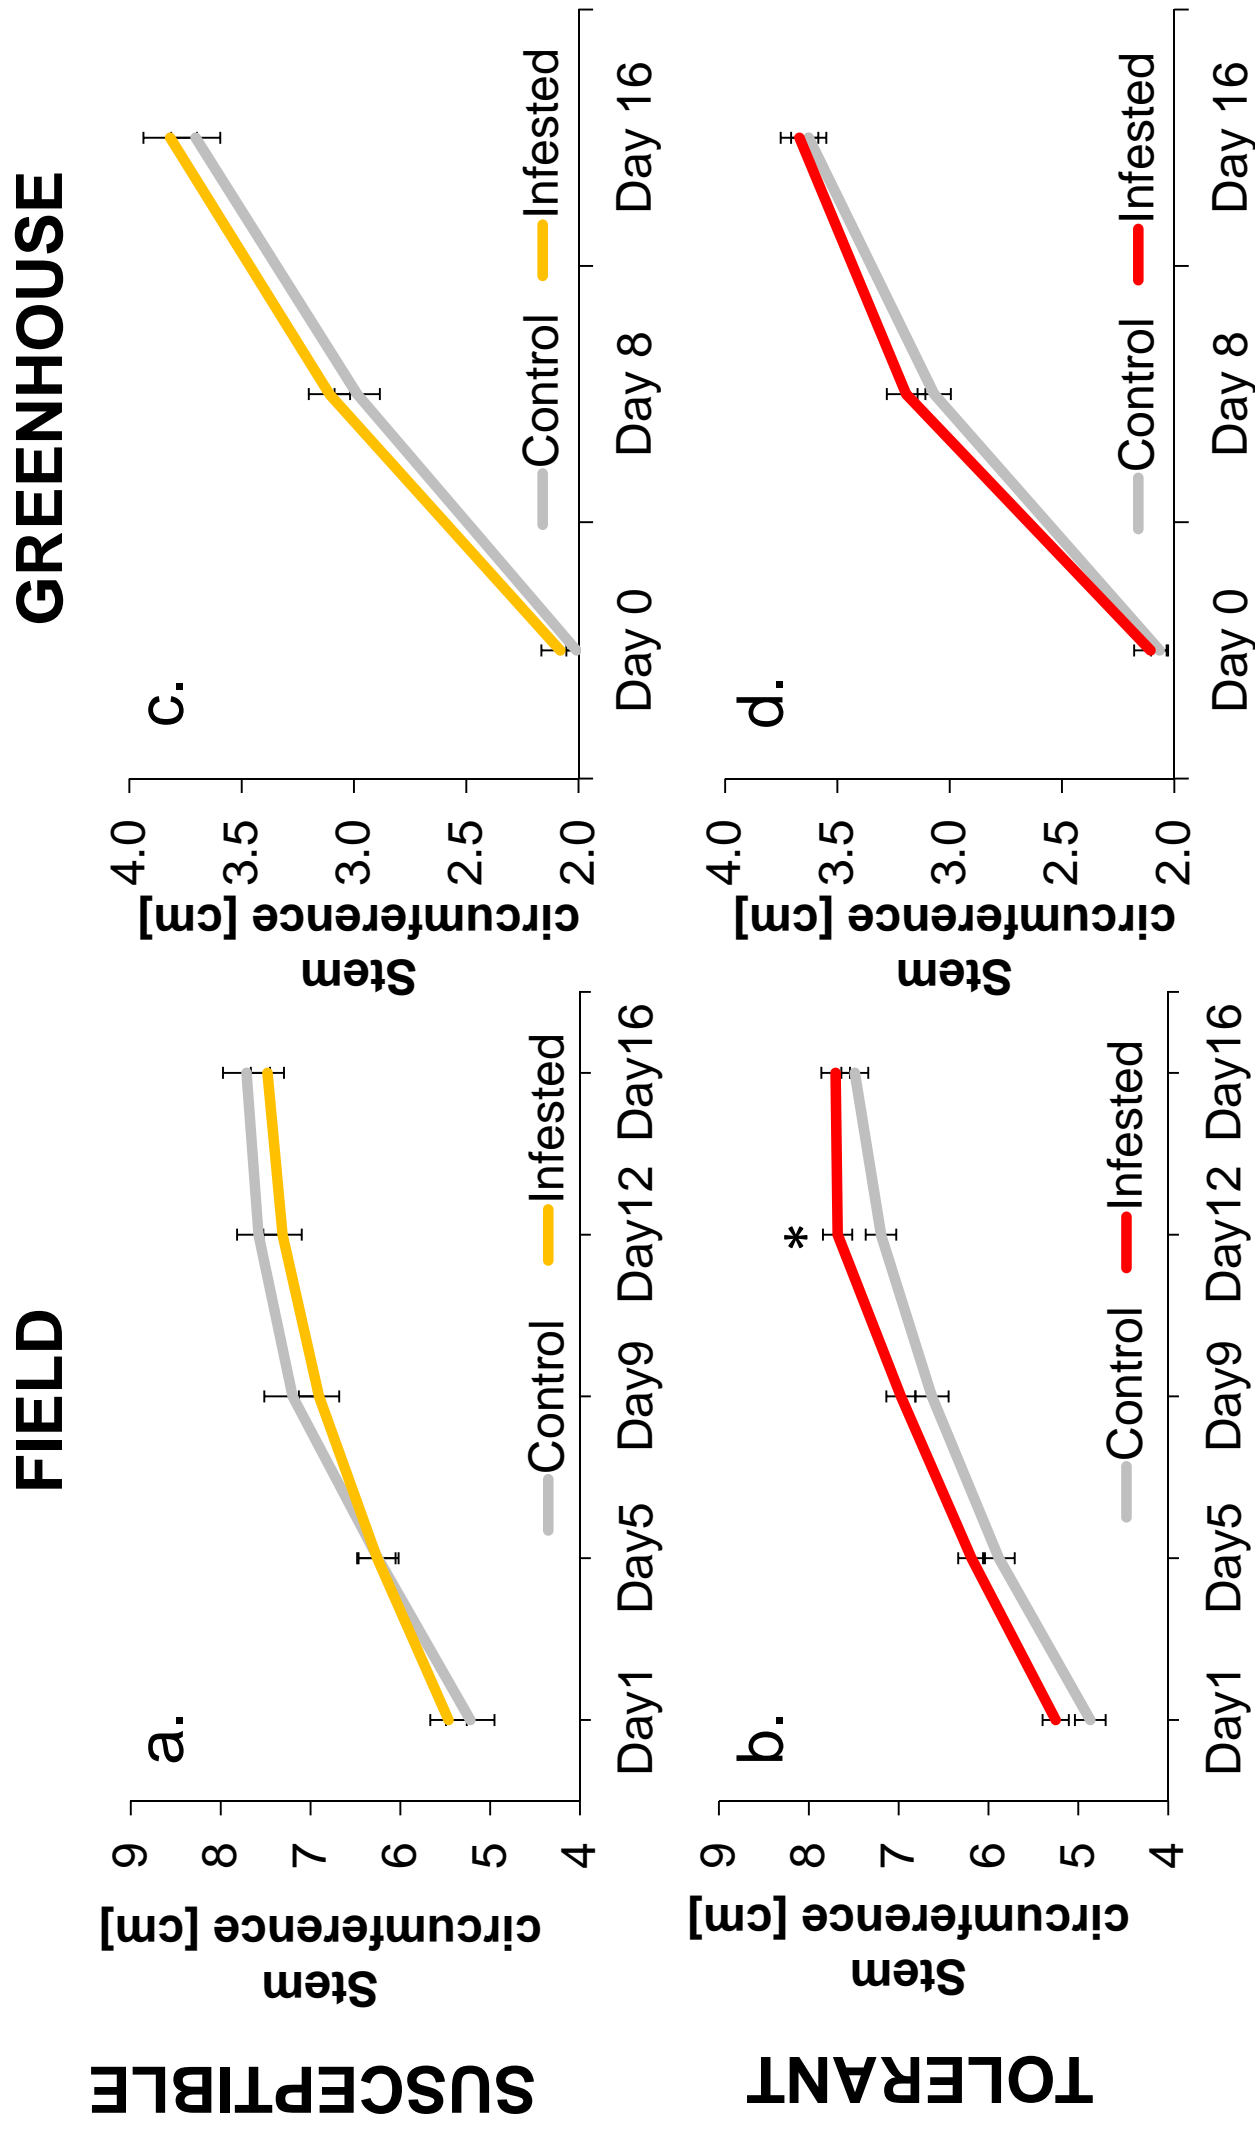 FIELD
GREENHOUSE
SUSCEPTIBLE
Stem
circumference [cm]
9
8
7
6
5
4
a.
Control
Infested
Day1 Day5 Day9 Day12 Day16
Stem
circumference [cm]
4.0
3.5
3.0
2.5
2.0
c.
Control
Infested
Day 0 Day 8 Day 16
TOLERANT
Stem
circumference [cm]
9
8
7
6
5
4
b.
*
Control
Infested
Day1 Day5 Day9 Day12 Day16
Stem
circumference [cm]
4.0
3.5
3.0
2.5
2.0
d.
Control
Infested
Day 0 Day 8 Day 16